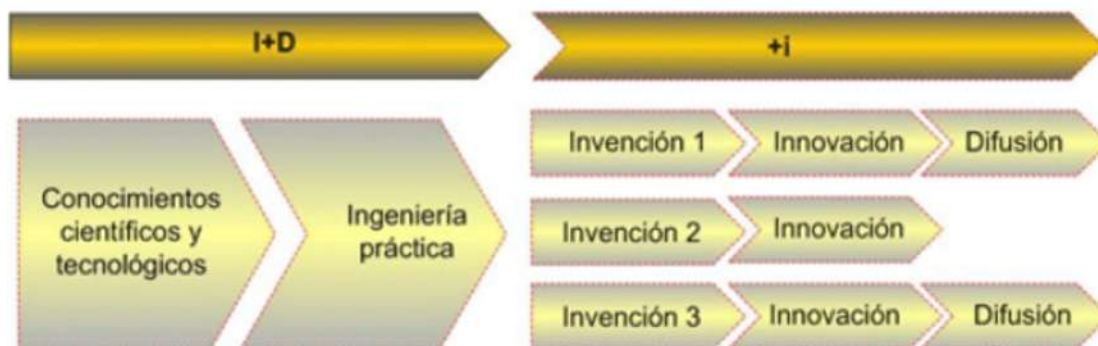 I+D
+i
Conocimientos
científicos y
tecnológicos
Ingeniería
práctica
Invención 1
Innovación
Difusión
Invención 2
Innovación
Invención 3
Innovación
Difusión